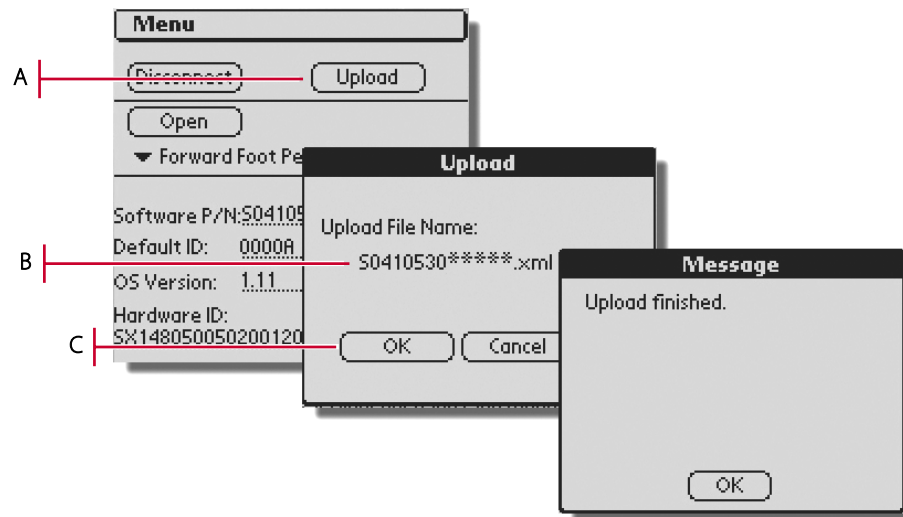 Menu
A
Disconnect
Upload
Open
Forward Foot Pe
Software P/N:S04105
Default ID: 0000A
OS Version: 1.11
Hardware ID:
SX148050050200120
Upload
Upload File Name:
B
S0410530*****.xml
C
OK
Cancel
Message
Upload finished.
OK